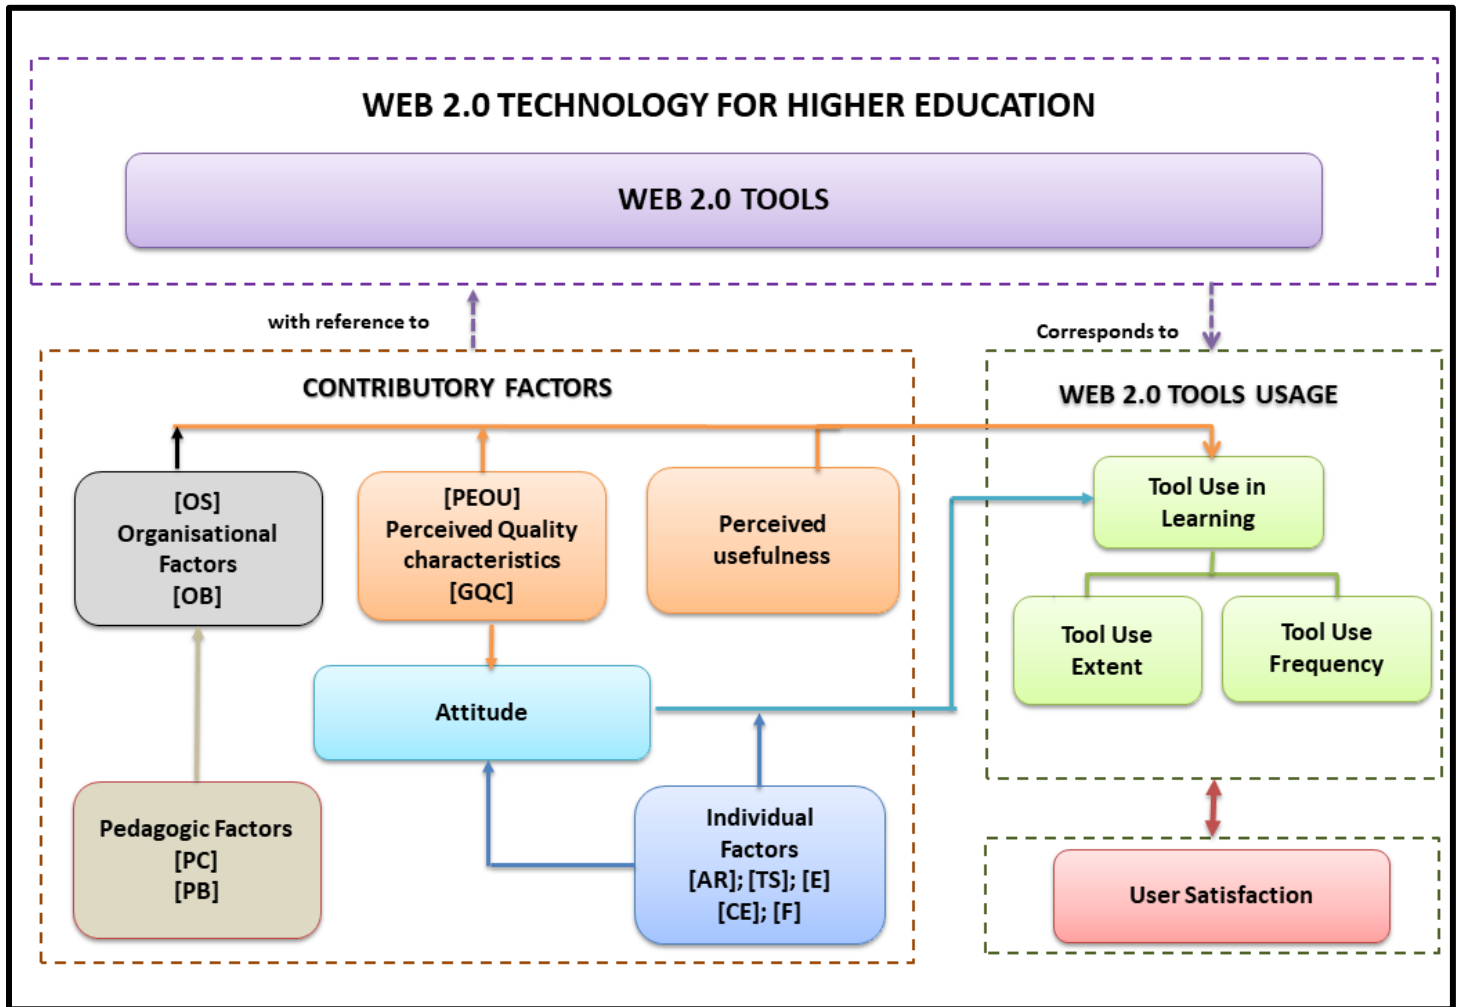 WEB 2.0 TECHNOLOGY FOR HIGHER EDUCATION
WEB 2.0 TOOLS
with reference to
Corresponds to
CONTRIBUTORY FACTORS
[OS]
Organisational
Factors
[OB]
[PEOU]
Perceived Quality
characteristics
[GQC]
Perceived
usefulness
Attitude
Pedagogic Factors
[PC]
[PB]
Individual
Factors
[AR]; [TS]; [E]
[CE]; [F]
WEB 2.0 TOOLS USAGE
Tool Use in
Learning
Tool Use
Extent
Tool Use
Frequency
User Satisfaction